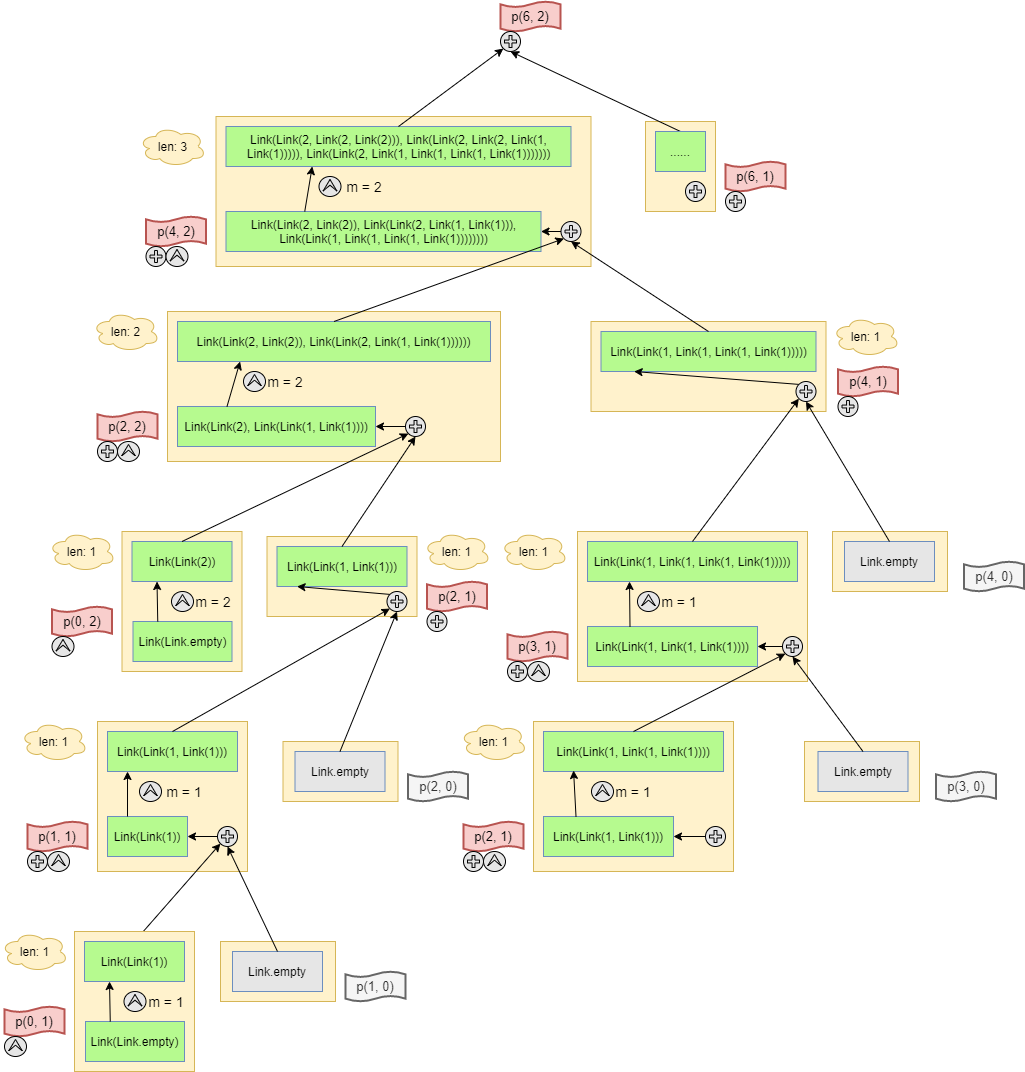 p(6, 2)
len: 3
Link(Link(2, Link(2, Link(2))), Link(Link(2, Link(2, Link(1,
Link(1))))), Link(Link(2, Link(1, Link(1, Link(1, Link(1)))))))
......
p(6, 1)
m = 2
p(4, 2)
Link(Link(2, Link(2)), Link(Link(2, Link(1, Link(1))),
Link(Link(1, Link(1, Link(1, Link(1))))))))
len: 2
Link(Link(2, Link(2)), Link(Link(2, Link(1, Link(1))))))
m = 2
p(2, 2)
Link(Link(2), Link(Link(1, Link(1))))
len: 1
Link(Link(1, Link(1, Link(1, Link(1)))))
p(4, 1)
len: 1
Link(Link(2))
m = 2
p(0, 2)
Link(Link.empty)
Link(Link(1, Link(1)))
len: 1
p(2, 1)
len: 1
Link(Link(1, Link(1, Link(1, Link(1)))))
m = 1
p(3, 1)
Link(Link(1, Link(1, Link(1))))
Link.empty
p(4, 0)
len: 1
Link(Link(1, Link(1)))
m = 1
p(1, 1)
Link(Link(1))
Link.empty
p(2, 0)
len: 1
Link(Link(1, Link(1, Link(1))))
m = 1
p(2, 1)
Link(Link(1, Link(1)))
Link.empty
p(3, 0)
len: 1
Link(Link(1))
m = 1
p(0, 1)
Link(Link.empty)
Link.empty
p(1, 0)